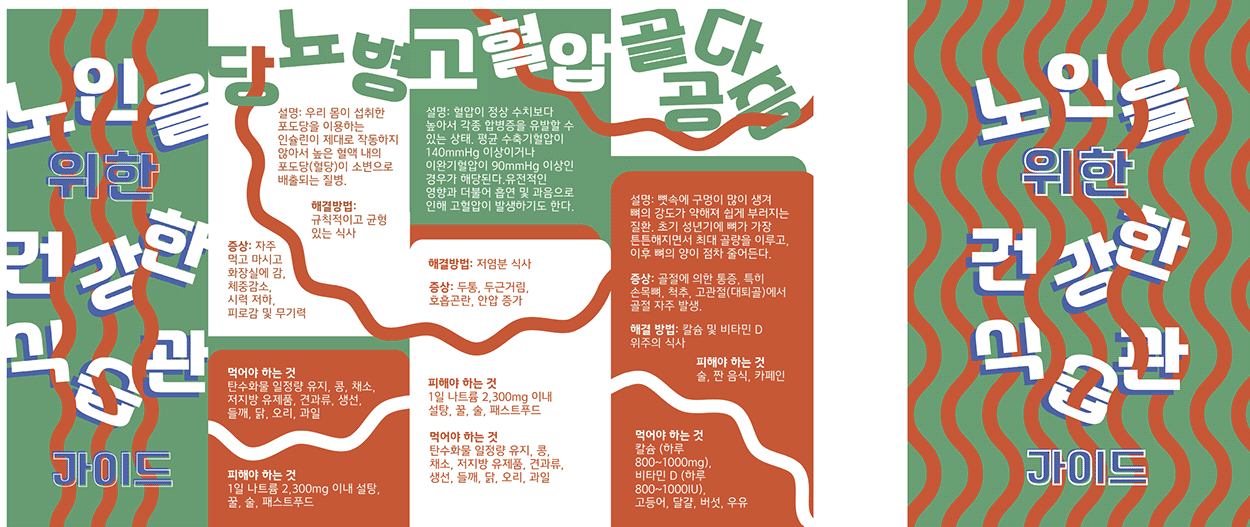 노인을
위한
건강한
식습관
가이드
당뇨병
설명: 우리 몸이 섭취한
포도당을 이용하는
인슐린이 제대로 작동하지
않아서 높은 혈액 내의
포도당(혈당)이 소변으로
배출되는 질병.
해결방법:
규칙적이고 균형
있는 식사
증상: 자주
먹고 마시고
화장실에 감,
체중감소,
시력 저하,
피로감 및 무기력
먹어야 하는 것
탄수화물 일정량 유지, 콩, 채소,
저지방 유제품, 견과류, 생선,
들깨, 닭, 오리, 과일
피해야 하는 것
1일 나트륨 2,300mg 이내 설탕,
꿀, 술, 패스트푸드
고혈압
설명: 혈압이 정상 수치보다
높아서 각종 합병증을 유발할 수
있는 상태. 평균 수축기혈압이
140mmHg 이상이거나
이완기혈압이 90mmHg 이상인
경우가 해당된다.유전적인
영향과 더불어 흡연 및 과음으로
인해 고혈압이 발생하기도 한다.
해결방법: 저염분 식사
증상: 두통, 두근거림,
호흡곤란, 안압 증가
피해야 하는 것
1일 나트륨 2,300mg 이내
설탕, 꿀, 술, 패스트푸드
먹어야 하는 것
탄수화물 일정량 유지, 콩,
채소, 저지방 유제품, 견과류,
생선, 들깨, 닭, 오리, 과일
골다공증
설명: 뼛속에 구멍이 많이 생겨
뼈의 강도가 약해져 쉽게 부러지는
질환. 초기 성년기에 뼈가 가장
튼튼해지면서 최대 골량을 이루고,
이후 뼈의 양이 점차 줄어든다.
증상: 골절에 의한 통증, 특히
손목뼈, 척추, 고관절(대퇴골)에서
골절 자주 발생.
해결 방법: 칼슘 및 비타민 D
위주의 식사
피해야 하는 것
술, 짠 음식, 카페인
먹어야 하는 것
칼슘 (하루
800~1000mg),
비타민 D (하루
800~1000IU),
고등어, 달걀, 버섯, 우유
노인을
위한
건강한
식습관
가이드